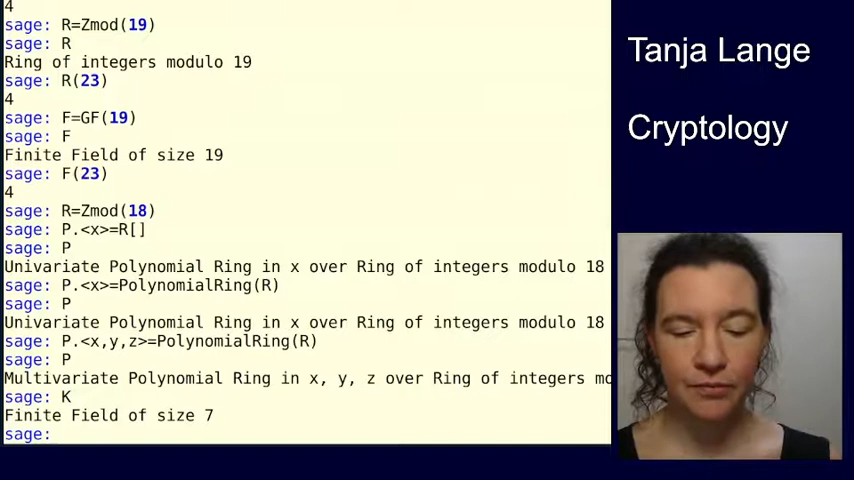 4
sage: R=Zmod(19)
sage: R
Ring of integers modulo 19
sage: R(23)
4
sage: F=GF(19)
sage: F
Finite Field of size 19
sage: F(23)
4
sage: R=Zmod(18)
sage: P.<x>=R[]
sage: P
Univariate Polynomial Ring in x over Ring of integers modulo 18
sage: P.<x>=PolynomialRing(R)
sage: P
Univariate Polynomial Ring in x over Ring of integers modulo 18
sage: P.<x,y,z>=PolynomialRing(R)
sage: P
Multivariate Polynomial Ring in x, y, z over Ring of integers mo
sage: K
Finite Field of size 7
sage:
Tanja Lange
Cryptology